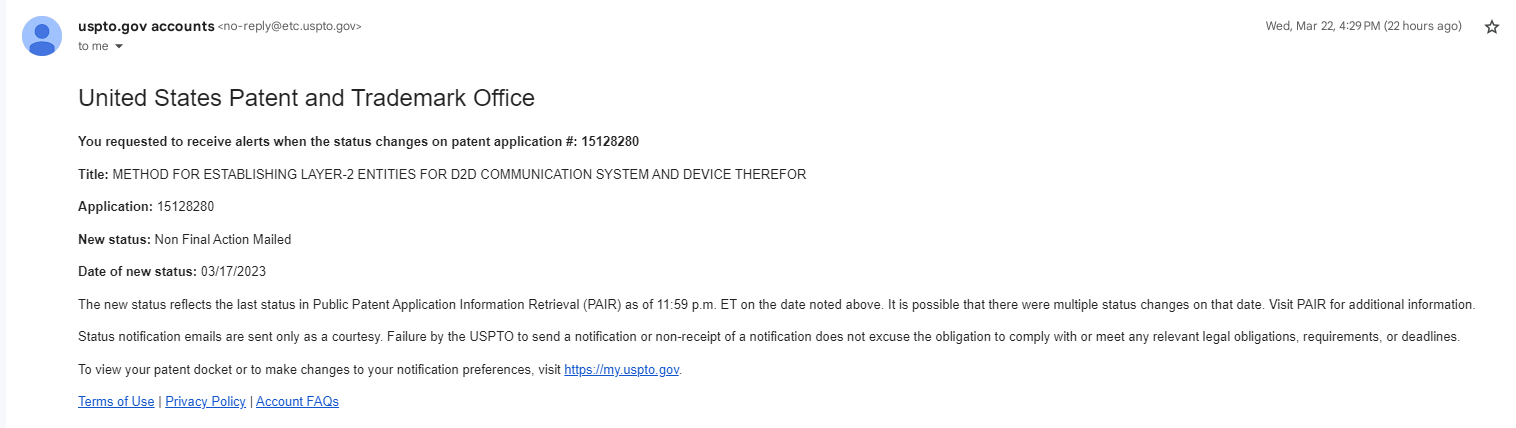 uspto.gov accounts <no-reply@etc.uspto.gov>
Wed, Mar 22, 4:29 PM (22 hours ago)
to me
United States Patent and Trademark Office
You requested to receive alerts when the status changes on patent application #: 15128280
Title: METHOD FOR ESTABLISHING LAYER-2 ENTITIES FOR D2D COMMUNICATION SYSTEM AND DEVICE THEREFOR
Application: 15128280
New status: Non Final Action Mailed
Date of new status: 03/17/2023
The new status reflects the last status in Public Patent Application Information Retrieval (PAIR) as of 11:59 p.m. ET on the date noted above. It is possible that there were multiple status changes on that date. Visit PAIR for additional information.
Status notification emails are sent only as a courtesy. Failure by the USPTO to send a notification or non-receipt of a notification does not excuse the obligation to comply with or meet any relevant legal obligations, requirements, or deadlines.
To view your patent docket or to make changes to your notification preferences, visit https://my.uspto.gov.
Terms of Use | Privacy Policy | Account FAQs